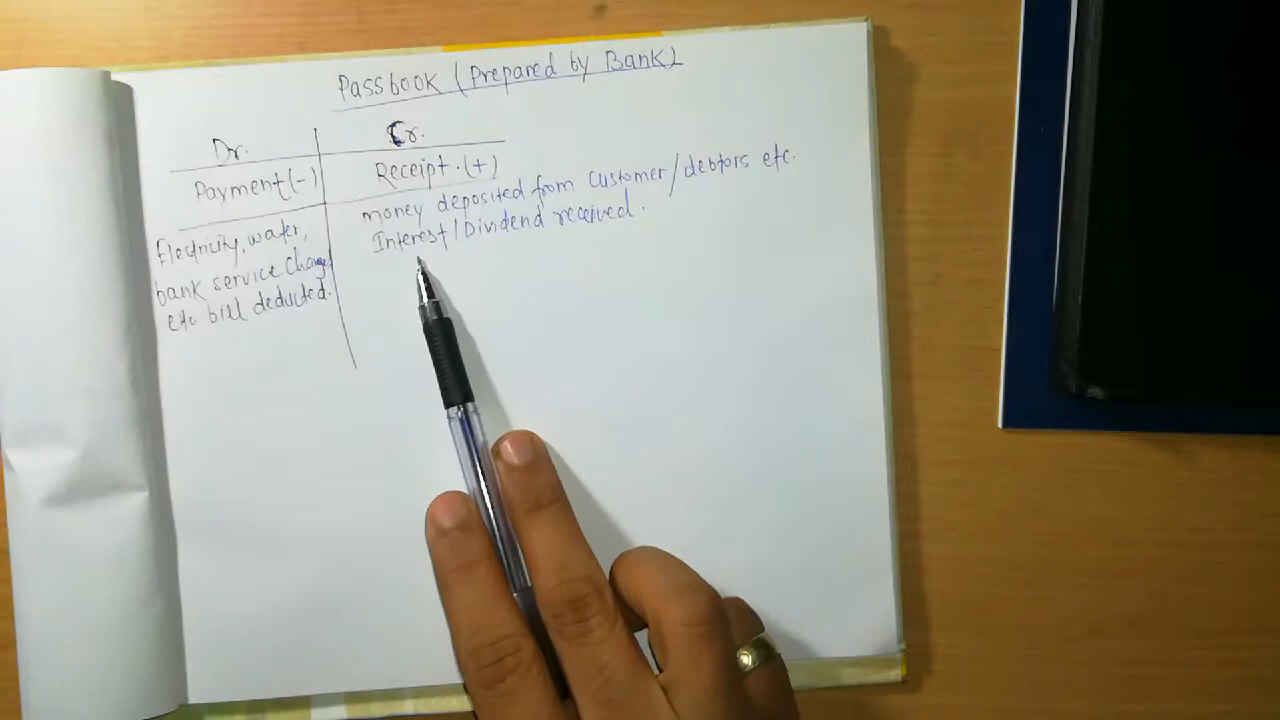 Passbook (Prepared by Bank)
Dr. Cr.
Payment(-) Receipt.(+)
money deposited from customer/debtors etc.
Interest/Dividend received.
Electricity, water,
bank service charges
etc bill deducted.